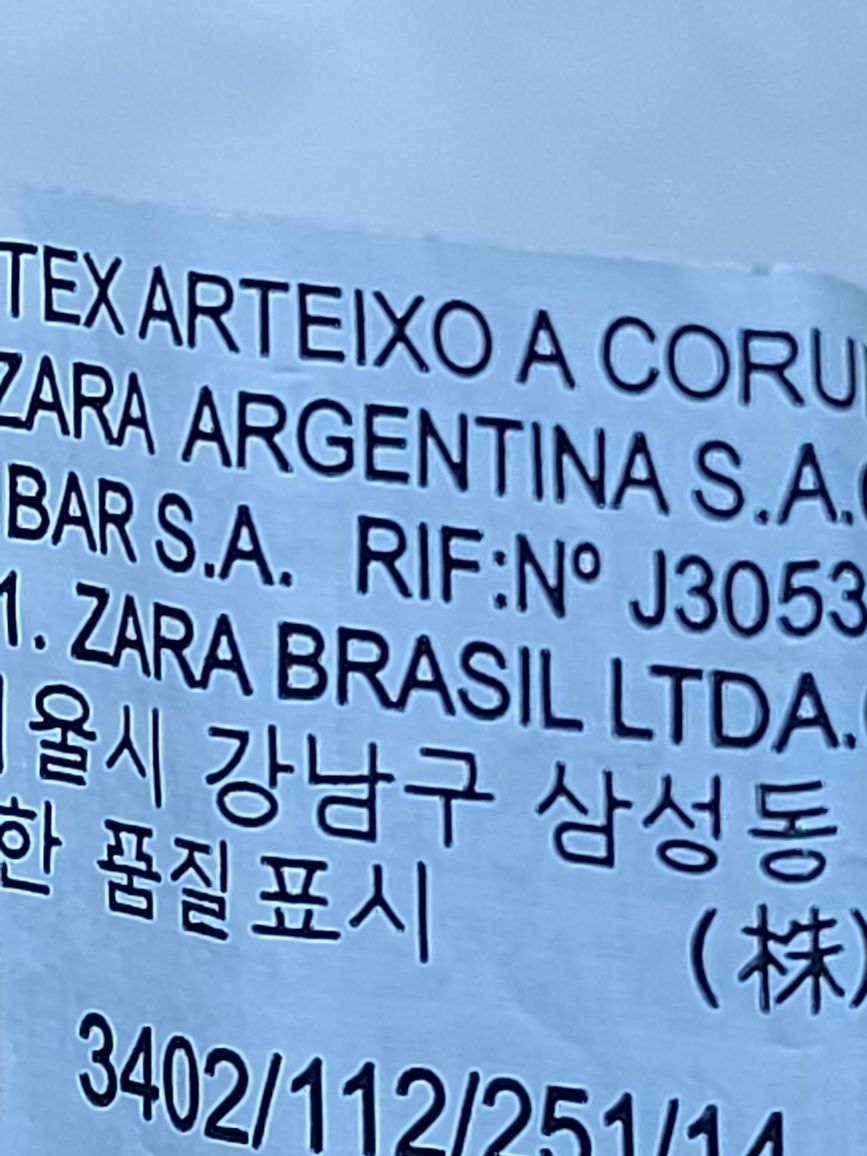 TEX ARTEIXO A CORU
ZARA ARGENTINA S.A.
BAR S.A. RIF:Nº J3053
1. ZARA BRASIL LTDA.
울시 강남구 삼성동
한 품질표시 (株)
3402/112/251/14